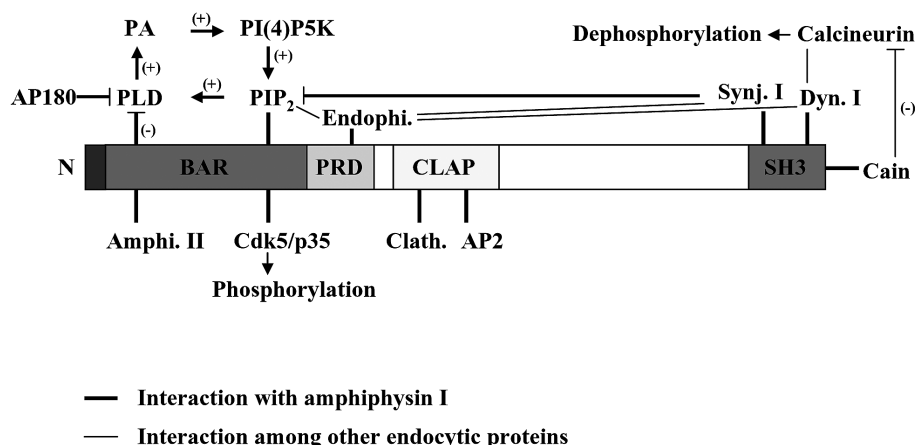 PA (+) PI(4)P5K Dephosphorylation Calcineurin
(+) (+)
AP180 PLD (+) PIP2 Synj. I Dyn. I
(-) Endophi. (-)
N BAR PRD CLAP SH3 Cain
Amphi. II Cdk5/p35 Clath. AP2
Phosphorylation
Interaction with amphiphysin I
Interaction among other endocytic proteins